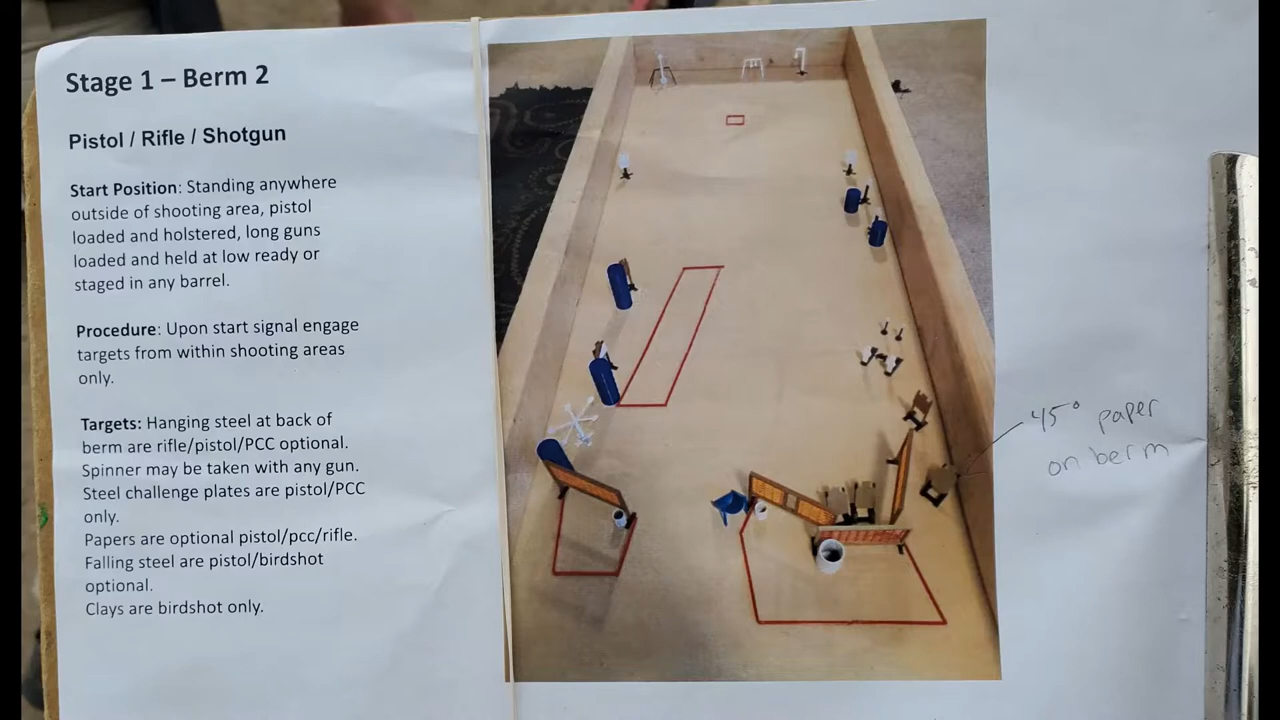 Stage 1 – Berm 2
Pistol / Rifle / Shotgun
Start Position: Standing anywhere
outside of shooting area, pistol
loaded and holstered, long guns
loaded and held at low ready or
staged in any barrel.
Procedure: Upon start signal engage
targets from within shooting areas
only.
Targets: Hanging steel at back of
berm are rifle/pistol/PCC optional.
Spinner may be taken with any gun.
Steel challenge plates are pistol/PCC
only.
Papers are optional pistol/pcc/rifle.
Falling steel are pistol/birdshot
optional.
Clays are birdshot only.
45° paper
on berm